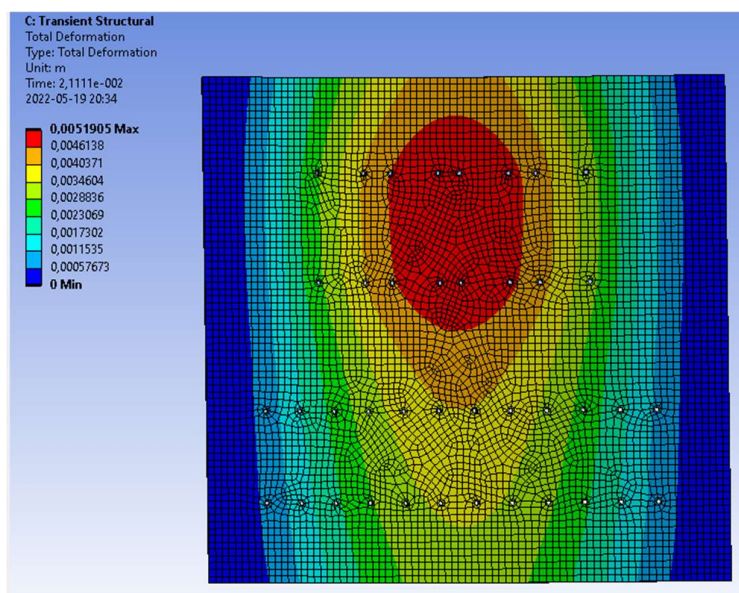 C: Transient Structural
Total Deformation
Type: Total Deformation
Unit: m
Time: 2,1111e-002
2022-05-19 20:34
0,0051905 Max
0,0046138
0,0040371
0,0034604
0,0028836
0,0023069
0,0017302
0,0011535
0,00057673
0 Min